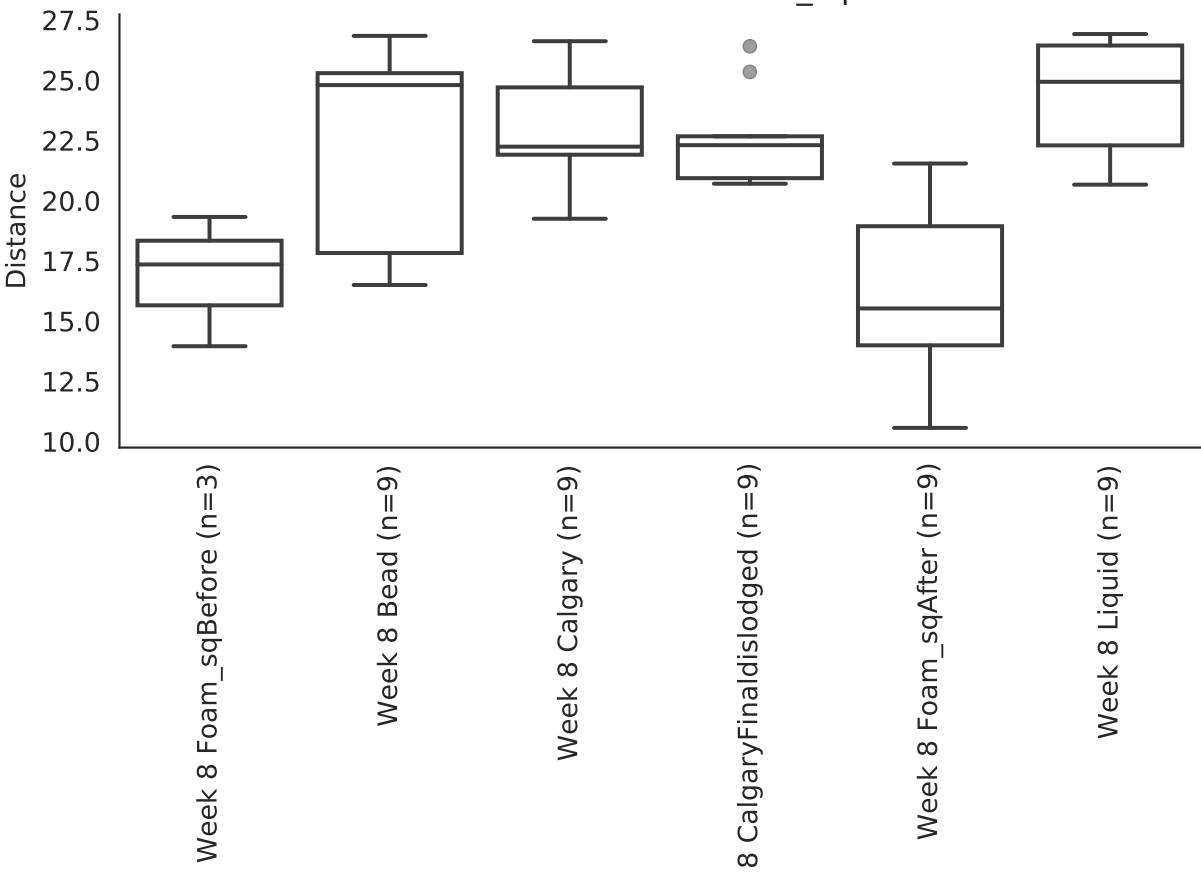 27.5
25.0
22.5
20.0
17.5
15.0
12.5
10.0
Distance
Week 8 Foam_sqBefore (n=3)
Week 8 Bead (n=9)
Week 8 Calgary (n=9)
8 CalgaryFinaldislodged (n=9)
Week 8 Foam_sqAfter (n=9)
Week 8 Liquid (n=9)